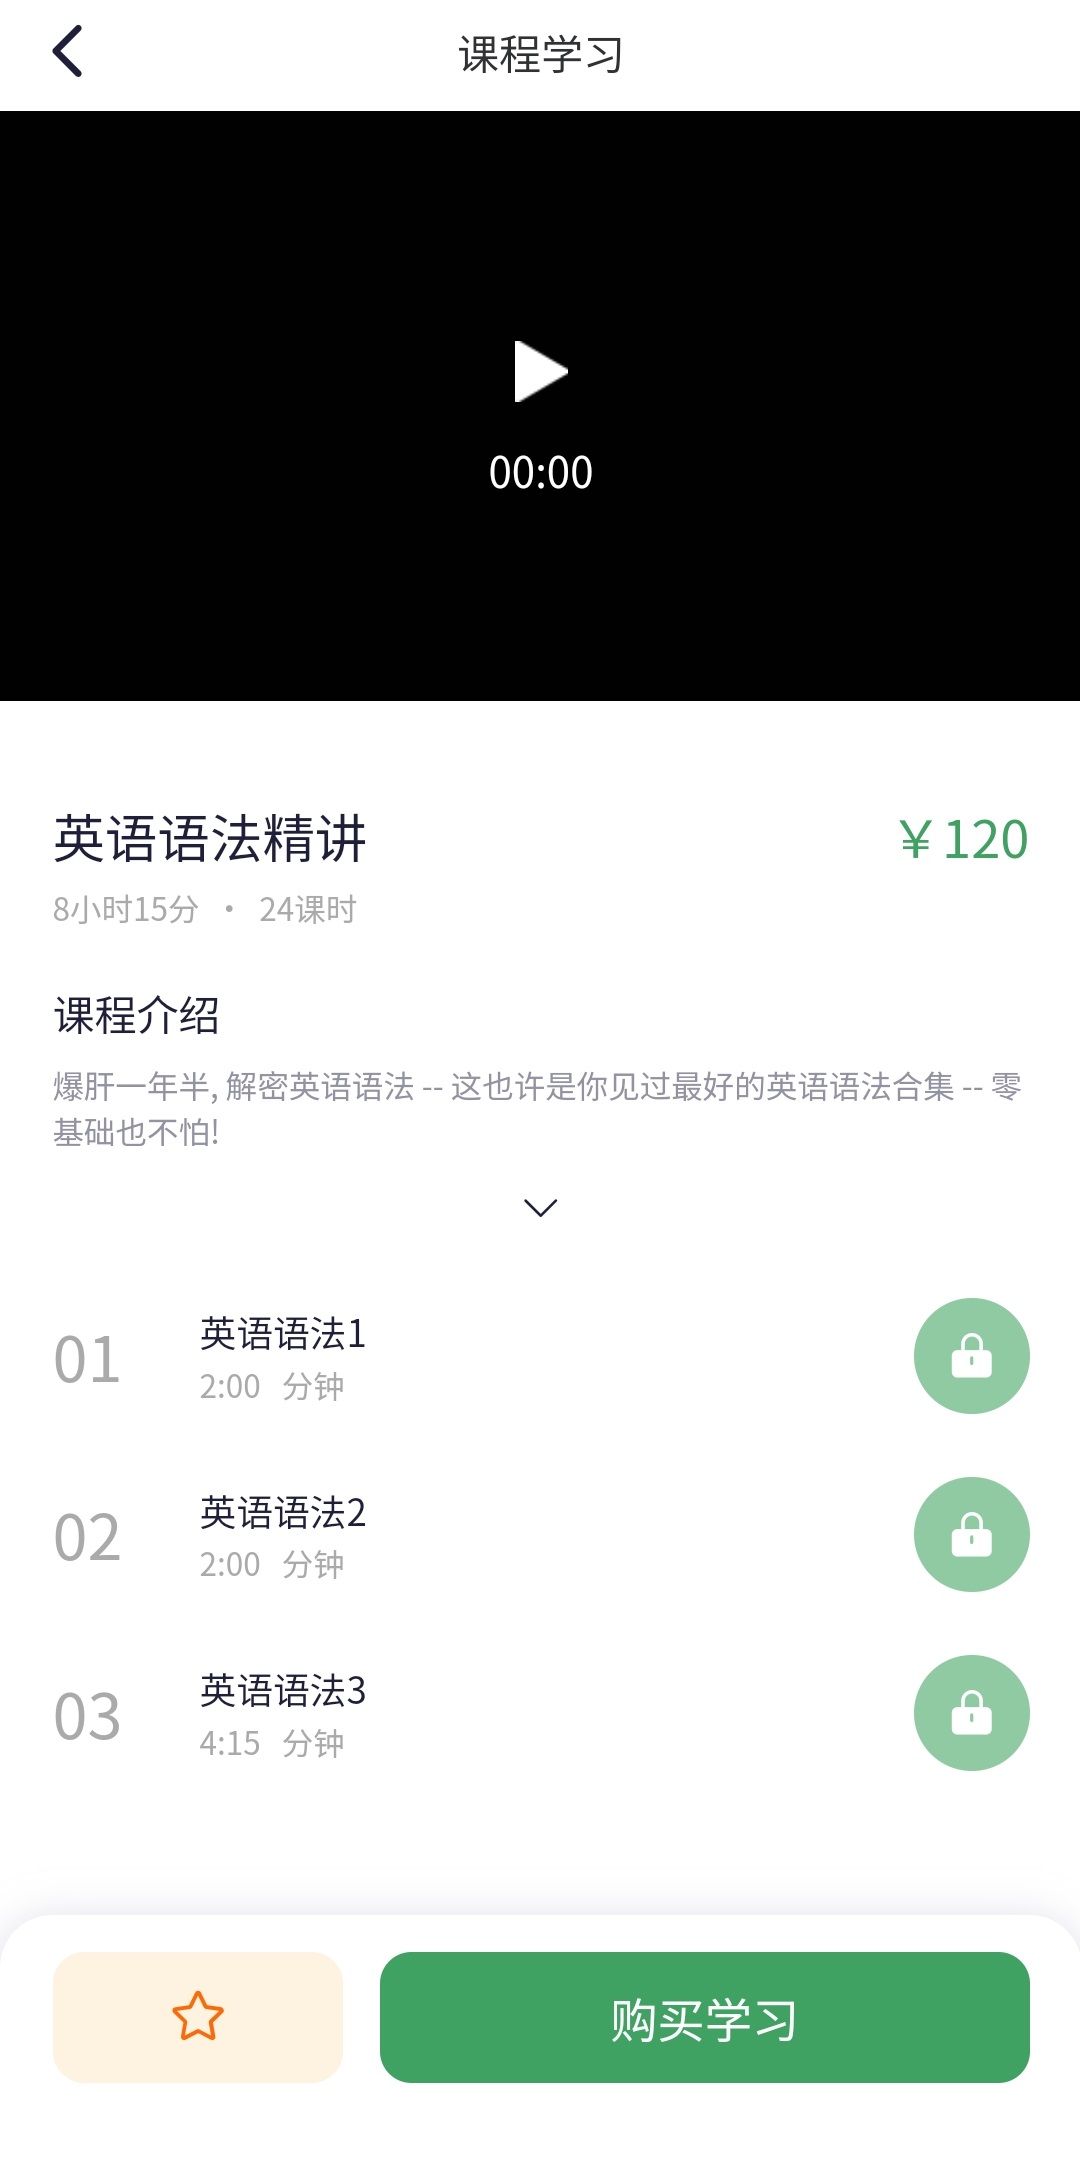 课程学习
00:00
英语语法精讲
￥120
8小时15分 · 24课时
课程介绍
爆肝一年半, 解密英语语法 -- 这也许是你见过最好的英语语法合集 -- 零
基础也不怕!
01
英语语法1
2:00 分钟
02
英语语法2
2:00 分钟
03
英语语法3
4:15 分钟
购买学习